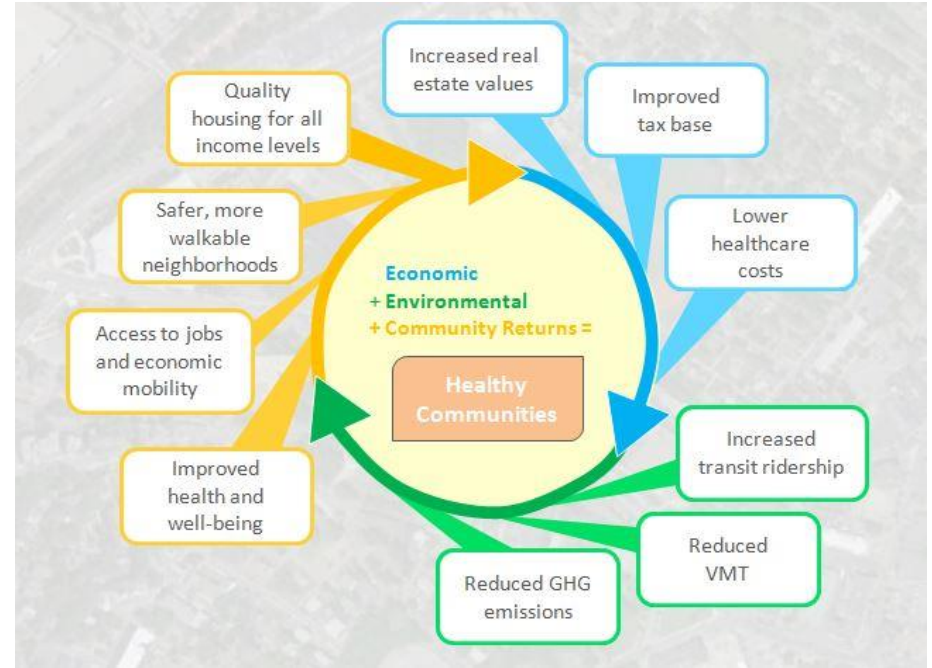 Increased real
estate values
Improved
tax base
Lower
healthcare
costs
Increased
transit ridership
Reduced
VMT
Reduced GHG
emissions
Improved
health and
well-being
Access to jobs
and economic
mobility
Safer, more
walkable
neighborhoods
Quality
housing for all
income levels
Economic
+ Environmental
+ Community Returns =
Healthy
Communities